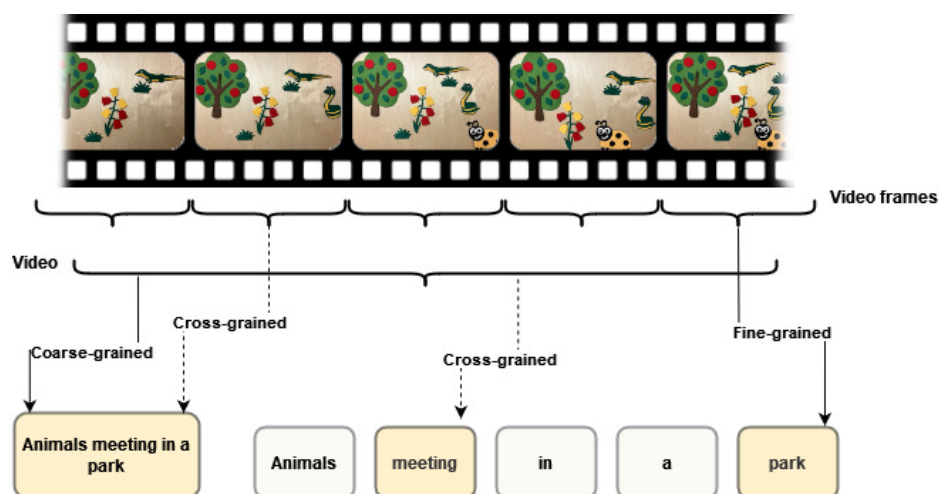 Video frames
Video
Cross-grained
Fine-grained
Coarse-grained
Cross-grained
Animals meeting in a
park
Animals
meeting
in
a
park